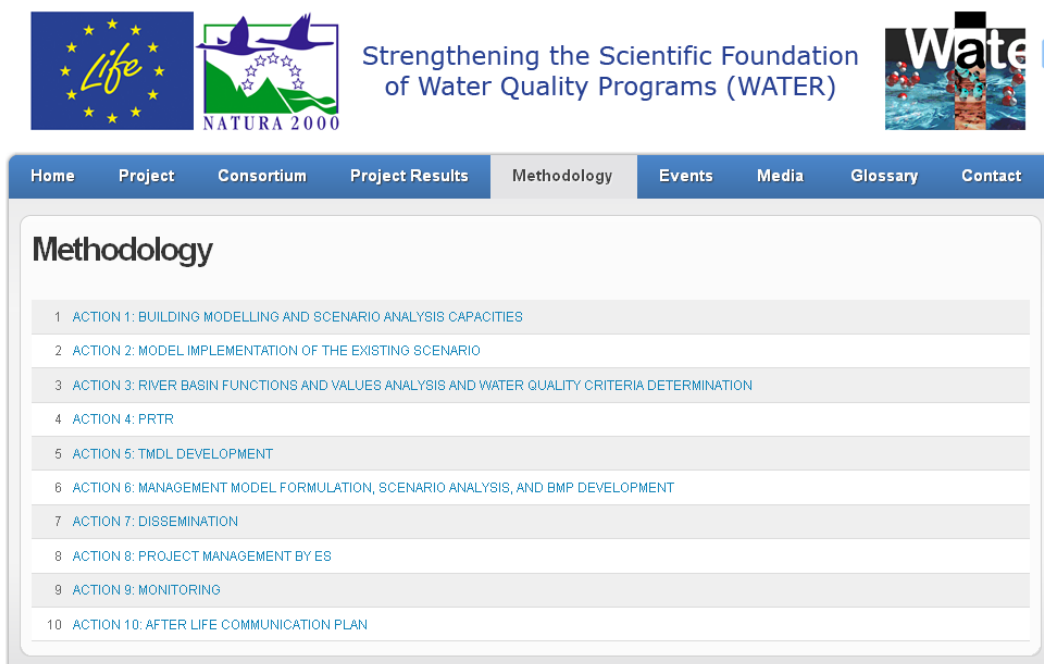 Life
NATURA 2000
Strengthening the Scientific Foundation
of Water Quality Programs (WATER)
Wate
Home Project Consortium Project Results Methodology Events Media Glossary Contact
Methodology
1 ACTION 1: BUILDING MODELLING AND SCENARIO ANALYSIS CAPACITIES
2 ACTION 2: MODEL IMPLEMENTATION OF THE EXISTING SCENARIO
3 ACTION 3: RIVER BASIN FUNCTIONS AND VALUES ANALYSIS AND WATER QUALITY CRITERIA DETERMINATION
4 ACTION 4: PRTR
5 ACTION 5: TMDL DEVELOPMENT
6 ACTION 6: MANAGEMENT MODEL FORMULATION, SCENARIO ANALYSIS, AND BMP DEVELOPMENT
7 ACTION 7: DISSEMINATION
8 ACTION 8: PROJECT MANAGEMENT BY ES
9 ACTION 9: MONITORING
10 ACTION 10: AFTER LIFE COMMUNICATION PLAN